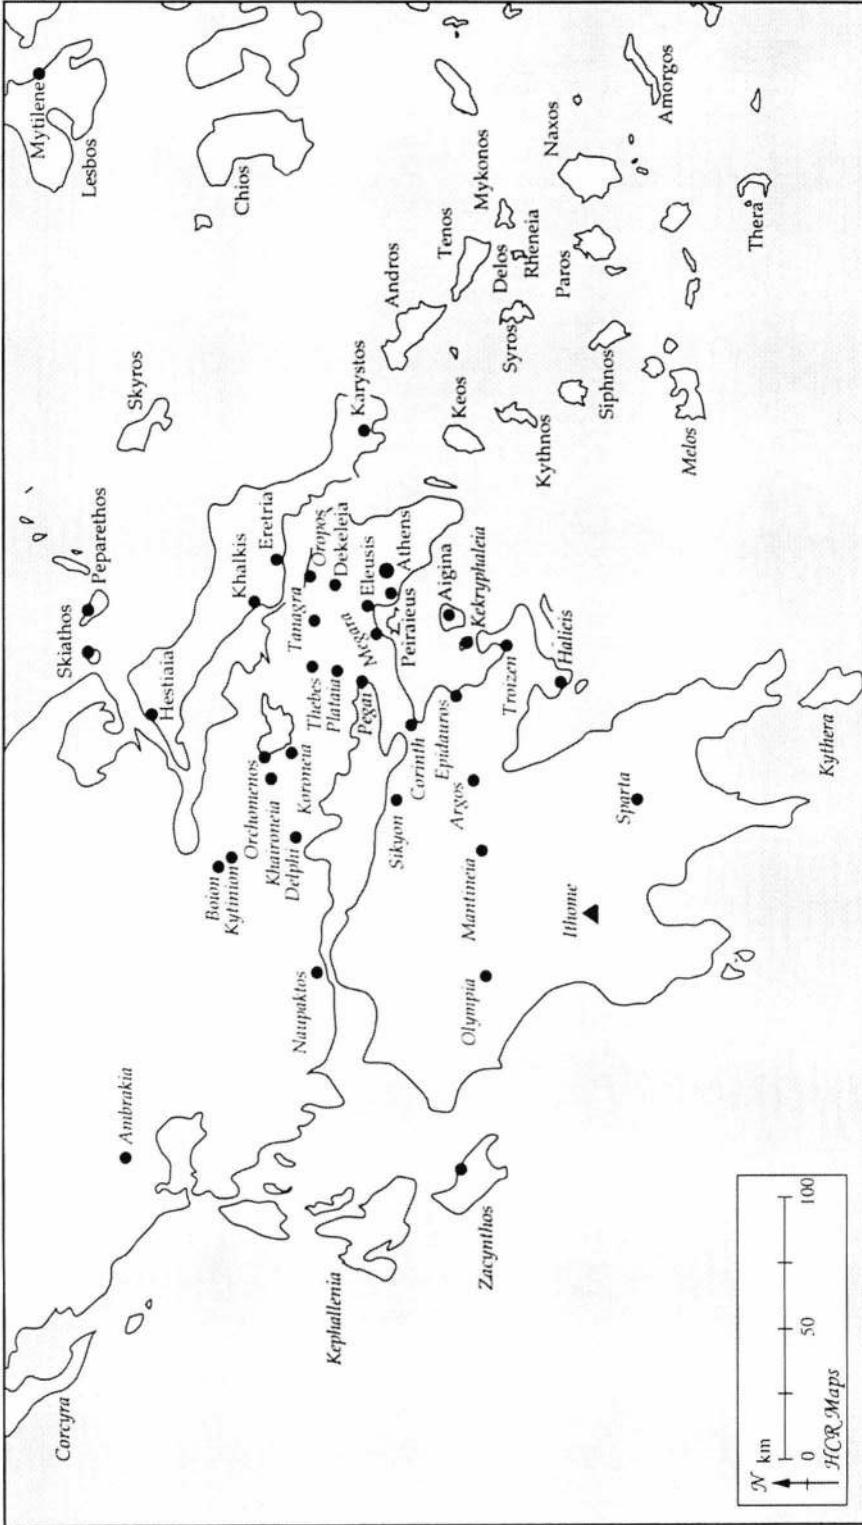 Corcyra
Ambrakia
Kephallenia
Zacynthos
Naupaktos
Boion
Kytinion
Orchomenos
Khaironeia
Delphi
Koroneia
Hestiaia
Skiathos
Peparethos
Skyros
Mytilene
Lesbos
Chios
Khalkis
Eretria
Tanagra
Oropos
Dekeleia
Thebes
Plataia
Pegai
Megara
Eleusis
Athens
Peiraieus
Karystos
Andros
Tenos
Mykonos
Delos
Rheneia
Keos
Syros
Kythnos
Paros
Naxos
Siphnos
Amorgos
Melos
Thera
Sikyon
Corinth
Epidauros
Argos
Mantineia
Olympia
Aigina
Kekryphaleia
Troizen
Halieis
Ithome
Sparta
Kythera
N
km
0
50
100
HCR Maps